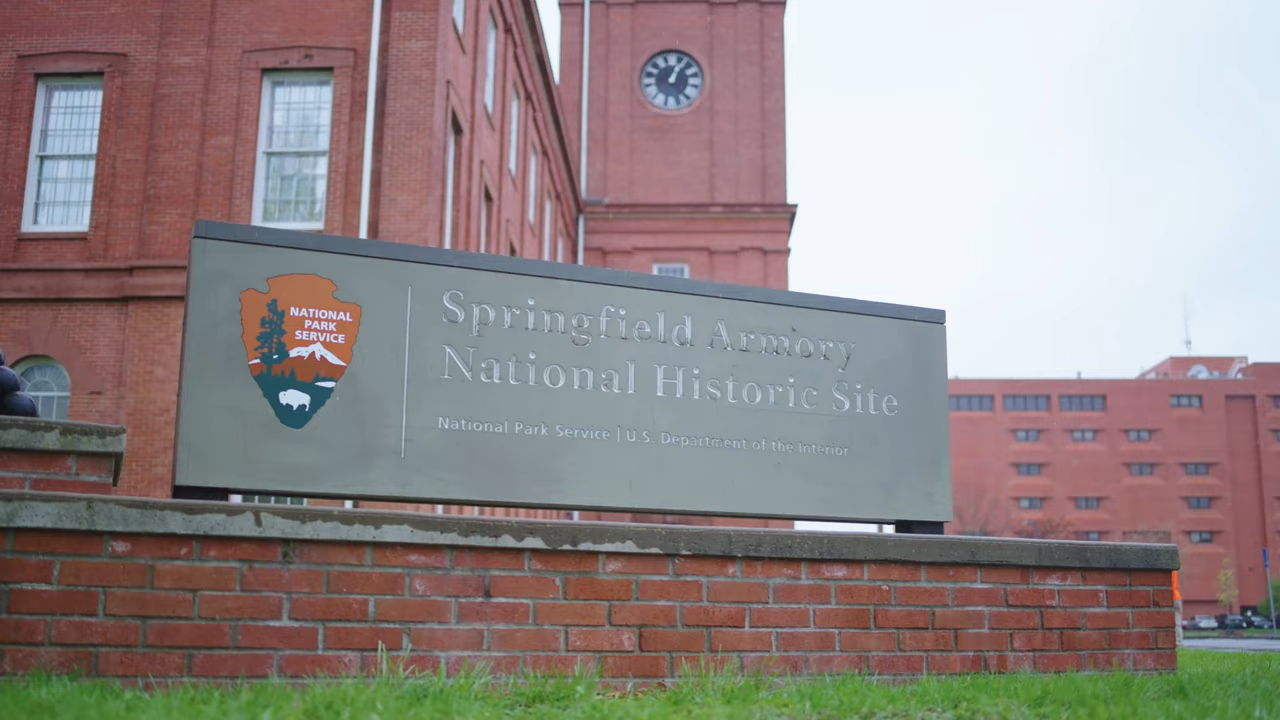 NATIONAL
PARK
SERVICE
Springfield Armory
National Historic Site
National Park Service | U.S. Department of the Interior